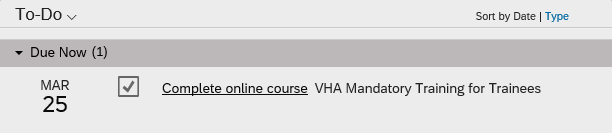 To-Do
Sort by Date | Type
Due Now (1)
MAR
25
Complete online course VHA Mandatory Training for Trainees